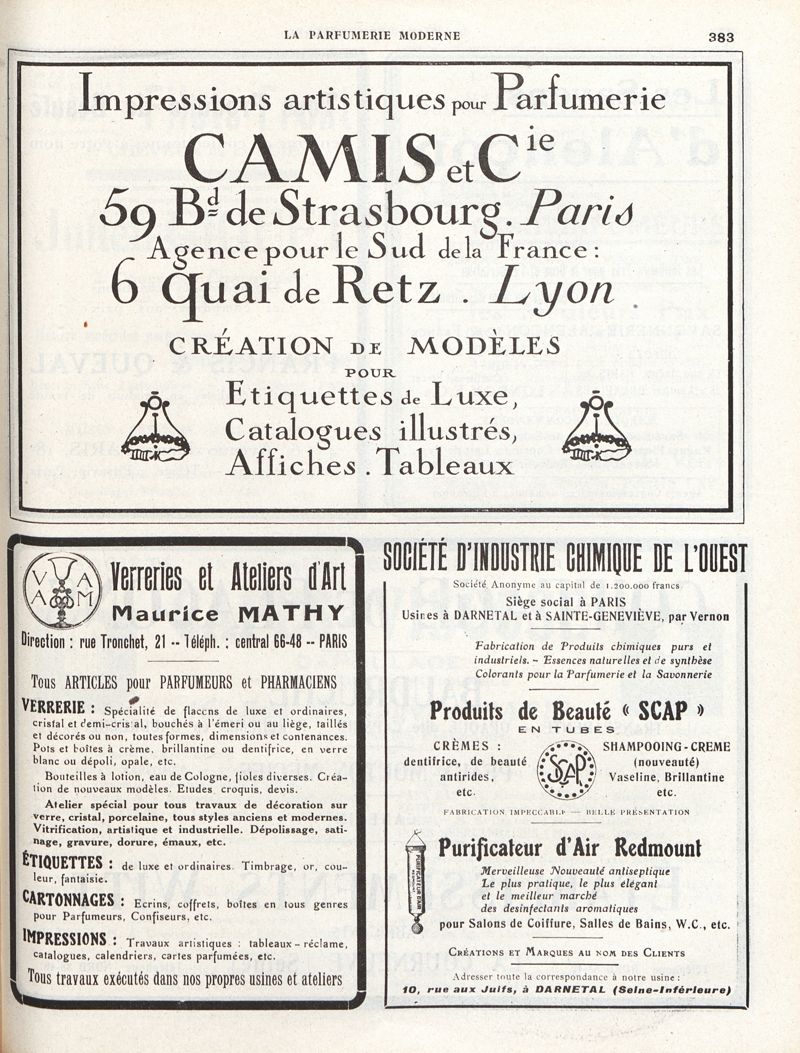 LA PARFUMERIE MODERNE
383
Impressions artistiques pour Parfumerie
CAMIS et Cie
59 Bd de Strasbourg. Paris
Agence pour le Sud de la France :
6 quai de Retz. Lyon
CRÉATION DE MODÈLES
POUR
Etiquettes de Luxe,
Catalogues illustrés,
Affiches. Tableaux
VAAM
Verreries et Ateliers d'Art
Maurice MATHY
Direction : rue Tronchet, 21 -- Téléph. : central 66-48 -- PARIS
Tous ARTICLES pour PARFUMEURS et PHARMACIENS
VERRERIE : Spécialité de flacons de luxe et ordinaires,
cristal et demi-cristal, bouchés à l'émeri ou au liège, taillés
et décorés ou non, toutes formes, dimensions et contenances.
Pots et boîtes à crème, brillantine ou dentifrice, en verre
blanc ou dépoli, opale, etc.
Bouteilles à lotion, eau de Cologne, fioles diverses. Créa-
tion de nouveaux modèles. Etudes croquis, devis.
Atelier spécial pour tous travaux de décoration sur
verre, cristal, porcelaine, tous styles anciens et modernes.
Vitrification, artistique et industrielle. Dépolissage, sati-
nage, gravure, dorure, émaux, etc.
ÉTIQUETTES : de luxe et ordinaires. Timbrage, or, cou-
leur, fantaisie.
CARTONNAGES : Ecrins, coffrets, boîtes en tous genres
pour Parfumeurs, Confiseurs, etc.
IMPRESSIONS : Travaux artistiques : tableaux-réclame,
catalogues, calendriers, cartes parfumées, etc.
Tous travaux exécutés dans nos propres usines et ateliers
SOCIÉTÉ D'INDUSTRIE CHIMIQUE DE L'OUEST
Société Anonyme au capital de 1.200.000 francs
Siège social à PARIS
Usines à DARNETAL et à SAINTE-GENEVIÈVE, par Vernon
Fabrication de Produits chimiques purs et
industriels. - Essences naturelles et de synthèse
Colorants pour la Parfumerie et la Savonnerie
Produits de Beauté « SCAP »
EN TUBES
CRÈMES :
dentifrice, de beauté
antirides,
etc.
SCAP
SHAMPOOING-CREME
(nouveauté)
Vaseline, Brillantine
etc.
FABRICATION IMPECCABLE — BELLE PRÉSENTATION
PURIFICATEUR D'AIR
Purificateur d'Air Redmount
Merveilleuse Nouveauté antiseptique
Le plus pratique, le plus élégant
et le meilleur marché
des desinfectants aromatiques
pour Salons de Coiffure, Salles de Bains, W.C., etc.
CRÉATIONS ET MARQUES AU NOM DES CLIENTS
Adresser toute la correspondance à notre usine :
10, rue aux Juifs, à DARNETAL (Seine-Inférieure)